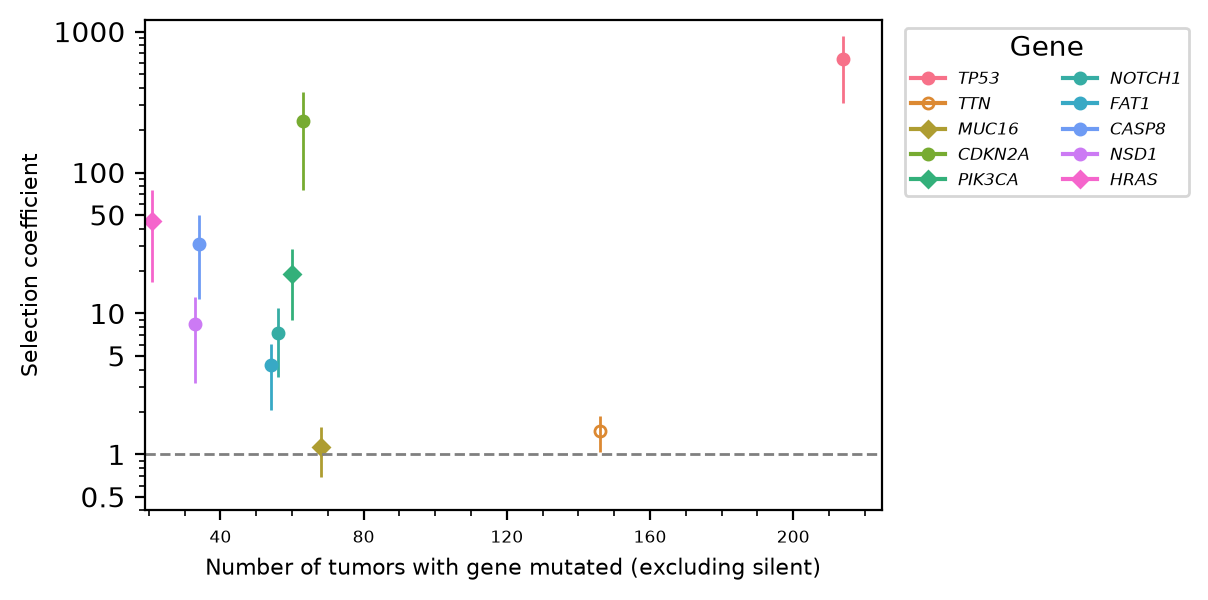 1000
100
50
10
5
1
0.5
Selection coefficient
40 80 120 160 200
Number of tumors with gene mutated (excluding silent)
Gene
TP53
TTN
MUC16
CDKN2A
PIK3CA
NOTCH1
FAT1
CASP8
NSD1
HRAS